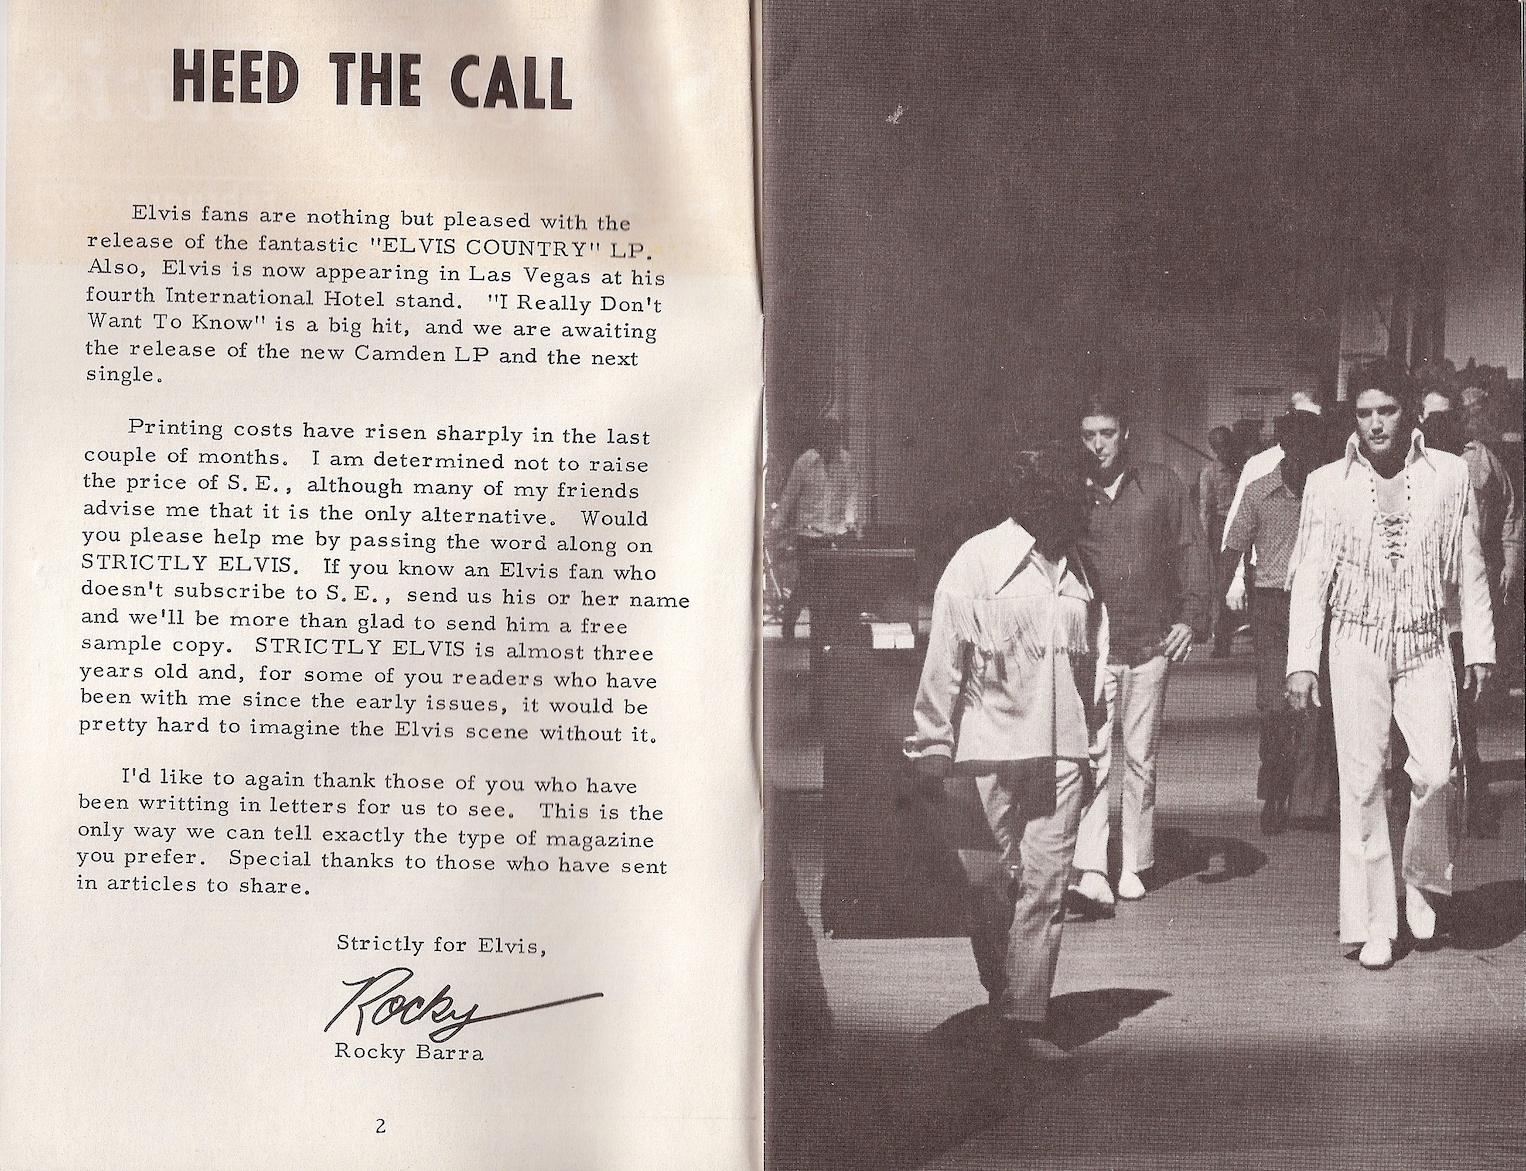 HEED THE CALL
Elvis fans are nothing but pleased with the
release of the fantastic "ELVIS COUNTRY" LP.
Also, Elvis is now appearing in Las Vegas at his
fourth International Hotel stand. "I Really Don't
Want To Know" is a big hit, and we are awaiting
the release of the new Camden LP and the next
single.
Printing costs have risen sharply in the last
couple of months. I am determined not to raise
the price of S.E., although many of my friends
advise me that it is the only alternative. Would
you please help me by passing the word along on
STRICTLY ELVIS. If you know an Elvis fan who
doesn't subscribe to S.E., send us his or her name
and we'll be more than glad to send him a free
sample copy. STRICTLY ELVIS is almost three
years old and, for some of you readers who have
been with me since the early issues, it would be
pretty hard to imagine the Elvis scene without it.
I'd like to again thank those of you who have
been writting in letters for us to see. This is the
only way we can tell exactly the type of magazine
you prefer. Special thanks to those who have sent
in articles to share.
Strictly for Elvis,
Rocky
Rocky Barra
2